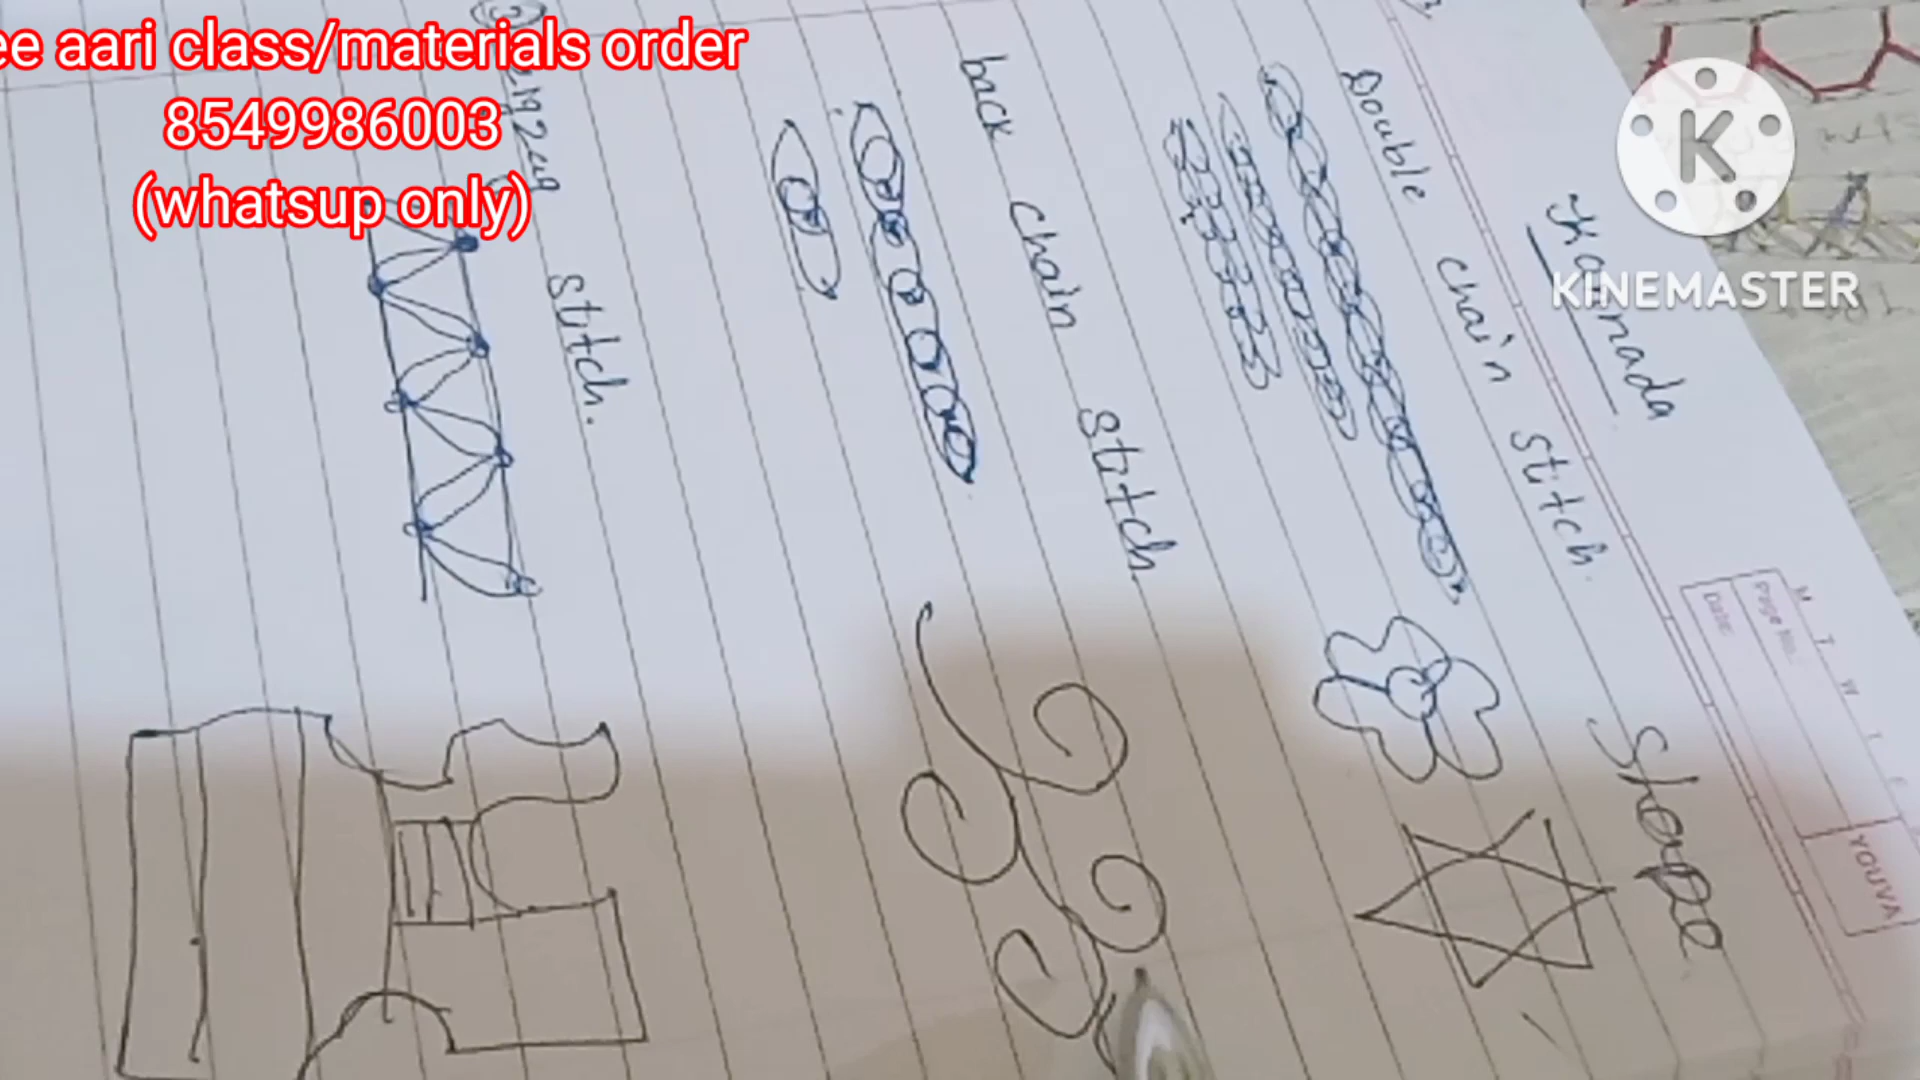 ee aari class/materials order
8549986003
(whatsup only)
K
KINEMASTER
Kannada
Double chain stitch.
back chain stitch.
zigzag stitch.
Shape
M T W T F
Page No.:
Date:
YOUVA